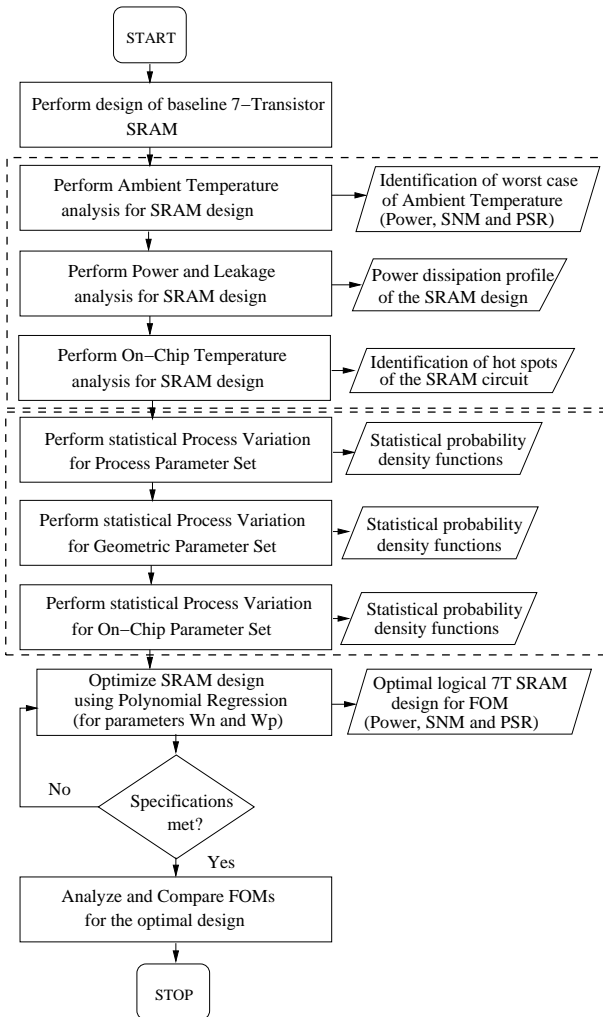 START
Perform design of baseline 7−Transistor
SRAM
Perform Ambient Temperature
analysis for SRAM design
Identification of worst case
of Ambient Temperature
(Power, SNM and PSR)
Perform Power and Leakage
analysis for SRAM design
Power dissipation profile
of the SRAM design
Perform On−Chip Temperature
analysis for SRAM design
Identification of hot spots
of the SRAM circuit
Perform statistical Process Variation
for Process Parameter Set
Statistical probability
density functions
Perform statistical Process Variation
for Geometric Parameter Set
Statistical probability
density functions
Perform statistical Process Variation
for On−Chip Parameter Set
Statistical probability
density functions
Optimize SRAM design
using Polynomial Regression
(for parameters Wn and Wp)
Optimal logical 7T SRAM
design for FOM
(Power, SNM and PSR)
No
Specifications
met?
Yes
Analyze and Compare FOMs
for the optimal design
STOP